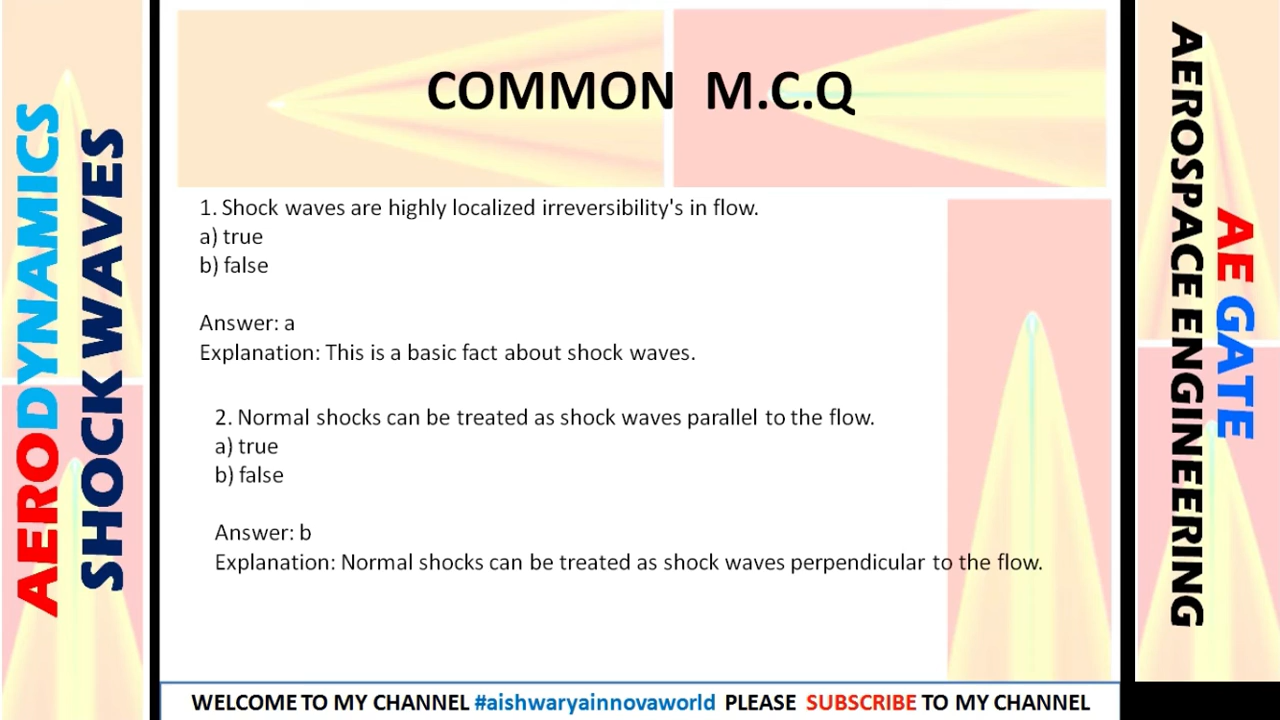 AERODYNAMICS
SHOCK WAVES
COMMON M.C.Q
1. Shock waves are highly localized irreversibility's in flow.
a) true
b) false
Answer: a
Explanation: This is a basic fact about shock waves.
2. Normal shocks can be treated as shock waves parallel to the flow.
a) true
b) false
Answer: b
Explanation: Normal shocks can be treated as shock waves perpendicular to the flow.
AE GATE
AEROSPACE ENGINEERING
WELCOME TO MY CHANNEL #aishwaryainnovaworld PLEASE SUBSCRIBE TO MY CHANNEL